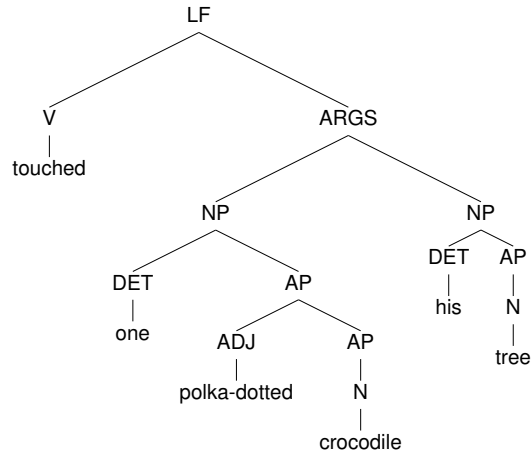 LF
V ARGS
touched
NP NP
DET AP DET AP
one his N
ADJ AP tree
polka-dotted N
crocodile